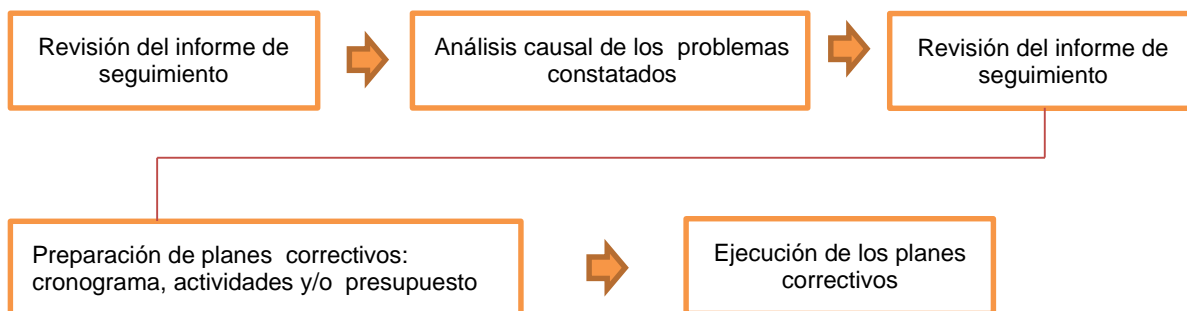 Revisión del informe de
seguimiento
Análisis causal de los problemas
constatados
Revisión del informe de
seguimiento
Preparación de planes correctivos:
cronograma, actividades y/o presupuesto
Ejecución de los planes
correctivos